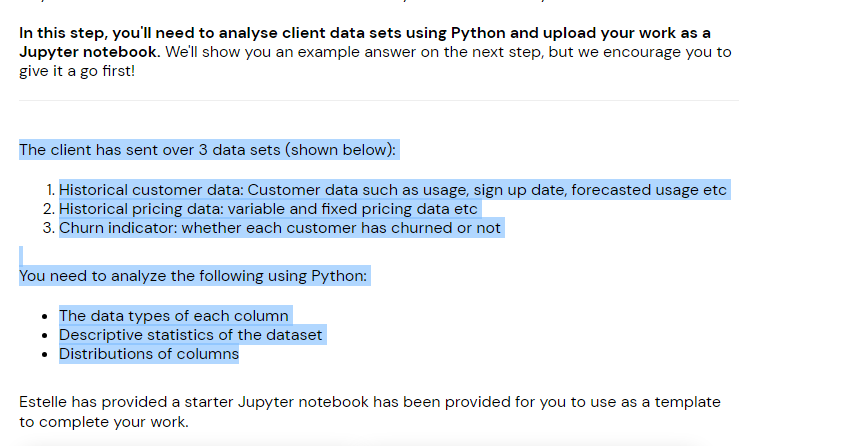 In this step, you'll need to analyse client data sets using Python and upload your work as a
Jupyter notebook. We'll show you an example answer on the next step, but we encourage you to
give it a go first!
The client has sent over 3 data sets (shown below):
1. Historical customer data: Customer data such as usage, sign up date, forecasted usage etc
2. Historical pricing data: variable and fixed pricing data etc
3. Churn indicator: whether each customer has churned or not
You need to analyze the following using Python:
• The data types of each column
• Descriptive statistics of the dataset
• Distributions of columns
Estelle has provided a starter Jupyter notebook has been provided for you to use as a template
to complete your work.